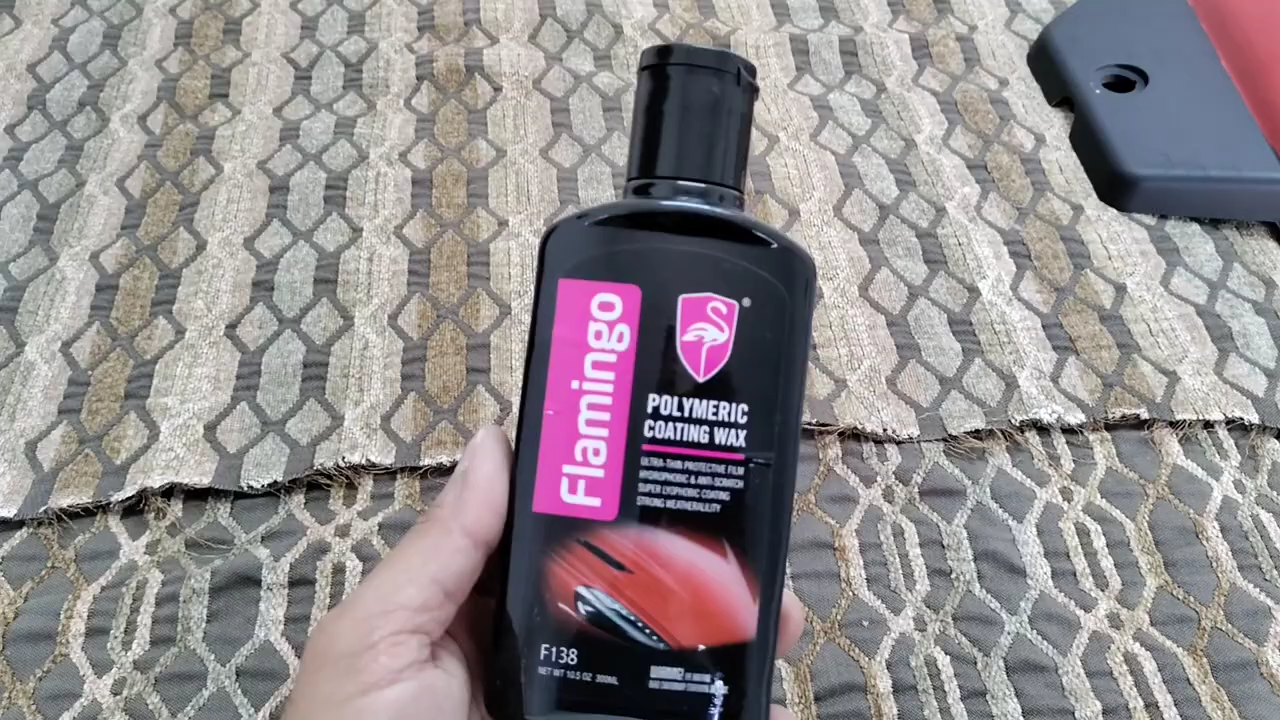 Flamingo
®
POLYMERIC
COATING WAX
ULTRA-THIN PROTECTIVE FILM
HYDROPHOBIC & ANTI-SCRATCH
SUPER LYOPHOBIC COATING
STRONG WEATHERALILITY
F138
NET WT 10.5 OZ 300ML